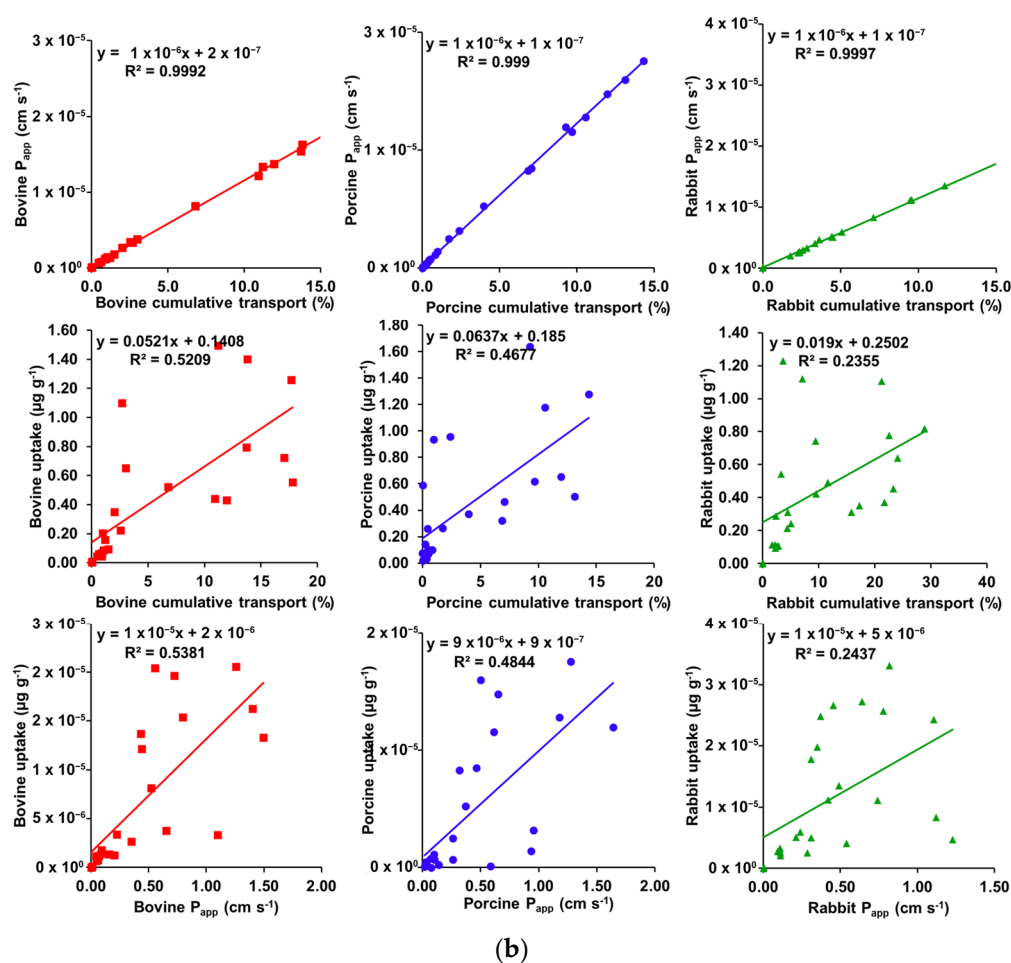 y = 1 x 10⁻⁶x + 2 x 10⁻⁷
R² = 0.9992
3 x 10⁻⁵
2 x 10⁻⁵
1 x 10⁻⁵
0 x 10⁰
0.0
5.0
10.0
15.0
Bovine Papp (cm s⁻¹)
Bovine cumulative transport (%)
y = 1 x 10⁻⁶x + 1 x 10⁻⁷
R² = 0.999
3 x 10⁻⁵
1 x 10⁻⁵
0 x 10⁰
0.0
5.0
10.0
15.0
Porcine Papp (cm s⁻¹)
Porcine cumulative transport (%)
y = 1 x 10⁻⁶x + 1 x 10⁻⁷
R² = 0.9997
4 x 10⁻⁵
3 x 10⁻⁵
2 x 10⁻⁵
1 x 10⁻⁵
0 x 10⁰
0.0
5.0
10.0
15.0
Rabbit Papp (cm s⁻¹)
Rabbit cumulative transport (%)
y = 0.0521x + 0.1408
R² = 0.5209
1.60
1.40
1.20
1.00
0.80
0.60
0.40
0.20
0.00
0
5
10
15
20
Bovine uptake (µg g⁻¹)
Bovine cumulative transport (%)
y = 0.0637x + 0.185
R² = 0.4677
1.80
1.60
1.40
1.20
1.00
0.80
0.60
0.40
0.20
0.00
0
5
10
15
20
Porcine uptake (µg g⁻¹)
Porcine cumulative transport (%)
y = 0.019x + 0.2502
R² = 0.2355
1.40
1.20
1.00
0.80
0.60
0.40
0.20
0.00
0
10
20
30
40
Rabbit uptake (µg g⁻¹)
Rabbit cumulative transport (%)
y = 1 x 10⁻⁵x + 2 x 10⁻⁶
R² = 0.5381
3 x 10⁻⁵
2 x 10⁻⁵
2 x 10⁻⁵
1 x 10⁻⁵
5 x 10⁻⁶
0 x 10⁰
0.00
0.50
1.00
1.50
2.00
Bovine uptake (µg g⁻¹)
Bovine Papp (cm s⁻¹)
y = 9 x 10⁻⁶x + 9 x 10⁻⁷
R² = 0.4844
2 x 10⁻⁵
1 x 10⁻⁵
0 x 10⁰
0.00
0.50
1.00
1.50
2.00
Porcine uptake (µg g⁻¹)
Porcine Papp (cm s⁻¹)
y = 1 x 10⁻⁵x + 5 x 10⁻⁶
R² = 0.2437
4 x 10⁻⁵
3 x 10⁻⁵
2 x 10⁻⁵
1 x 10⁻⁵
0 x 10⁰
0.00
0.50
1.00
1.50
Rabbit uptake (µg g⁻¹)
Rabbit Papp (cm s⁻¹)
(b)